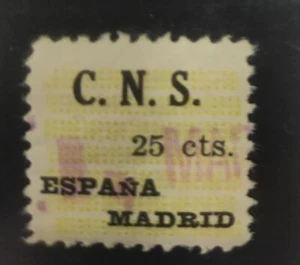 C. N. S.
25 cts.
ESPAÑA
MADRID